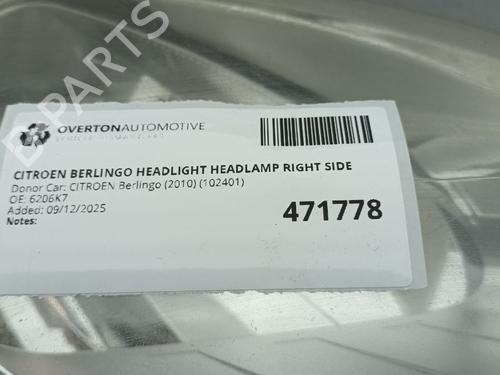 OVERTONAUTOMOTIVE
CITROEN BERLINGO HEADLIGHT HEADLAMP RIGHT SIDE
Donor Car: CITROEN Berlingo (2010) (102401)
OE: 6206K7
Added: 09/12/2025
Notes:
471778
B-PARTS